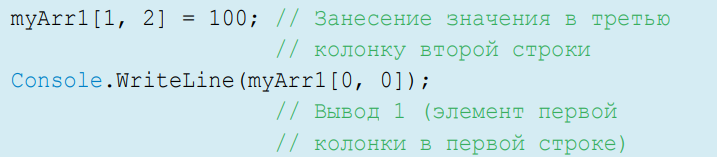 myArr1[1, 2] = 100; // Занесение значения в третью
// колонку второй строки
Console.WriteLine(myArr1[0, 0]);
// Вывод 1 (элемент первой
// колонки в первой строке)